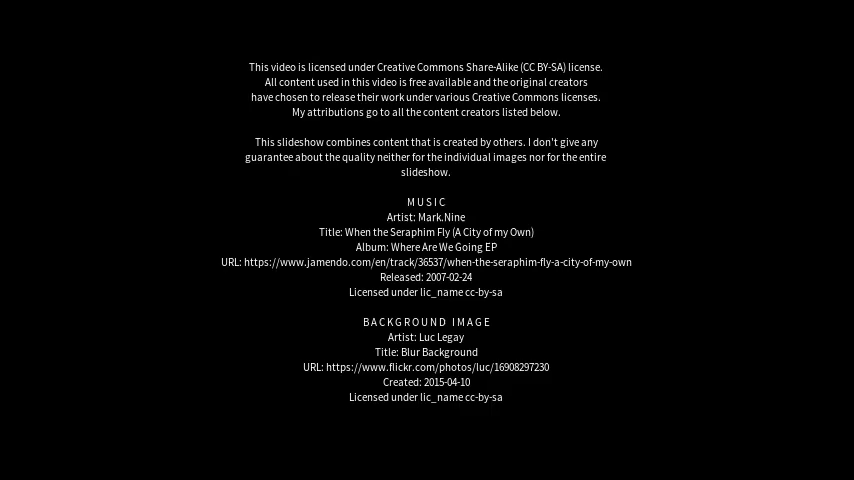 This video is licensed under Creative Commons Share-Alike (CC BY-SA) license.
All content used in this video is free available and the original creators
have chosen to release their work under various Creative Commons licenses.
My attributions go to all the content creators listed below.
This slideshow combines content that is created by others. I don't give any
guarantee about the quality neither for the individual images nor for the entire
slideshow.
MUSIC
Artist: Mark.Nine
Title: When the Seraphim Fly (A City of my Own)
Album: Where Are We Going EP
URL: https://www.jamendo.com/en/track/36537/when-the-seraphim-fly-a-city-of-my-own
Released: 2007-02-24
Licensed under lic_name cc-by-sa
BACKGROUND IMAGE
Artist: Luc Legay
Title: Blur Background
URL: https://www.flickr.com/photos/luc/16908297230
Created: 2015-04-10
Licensed under lic_name cc-by-sa